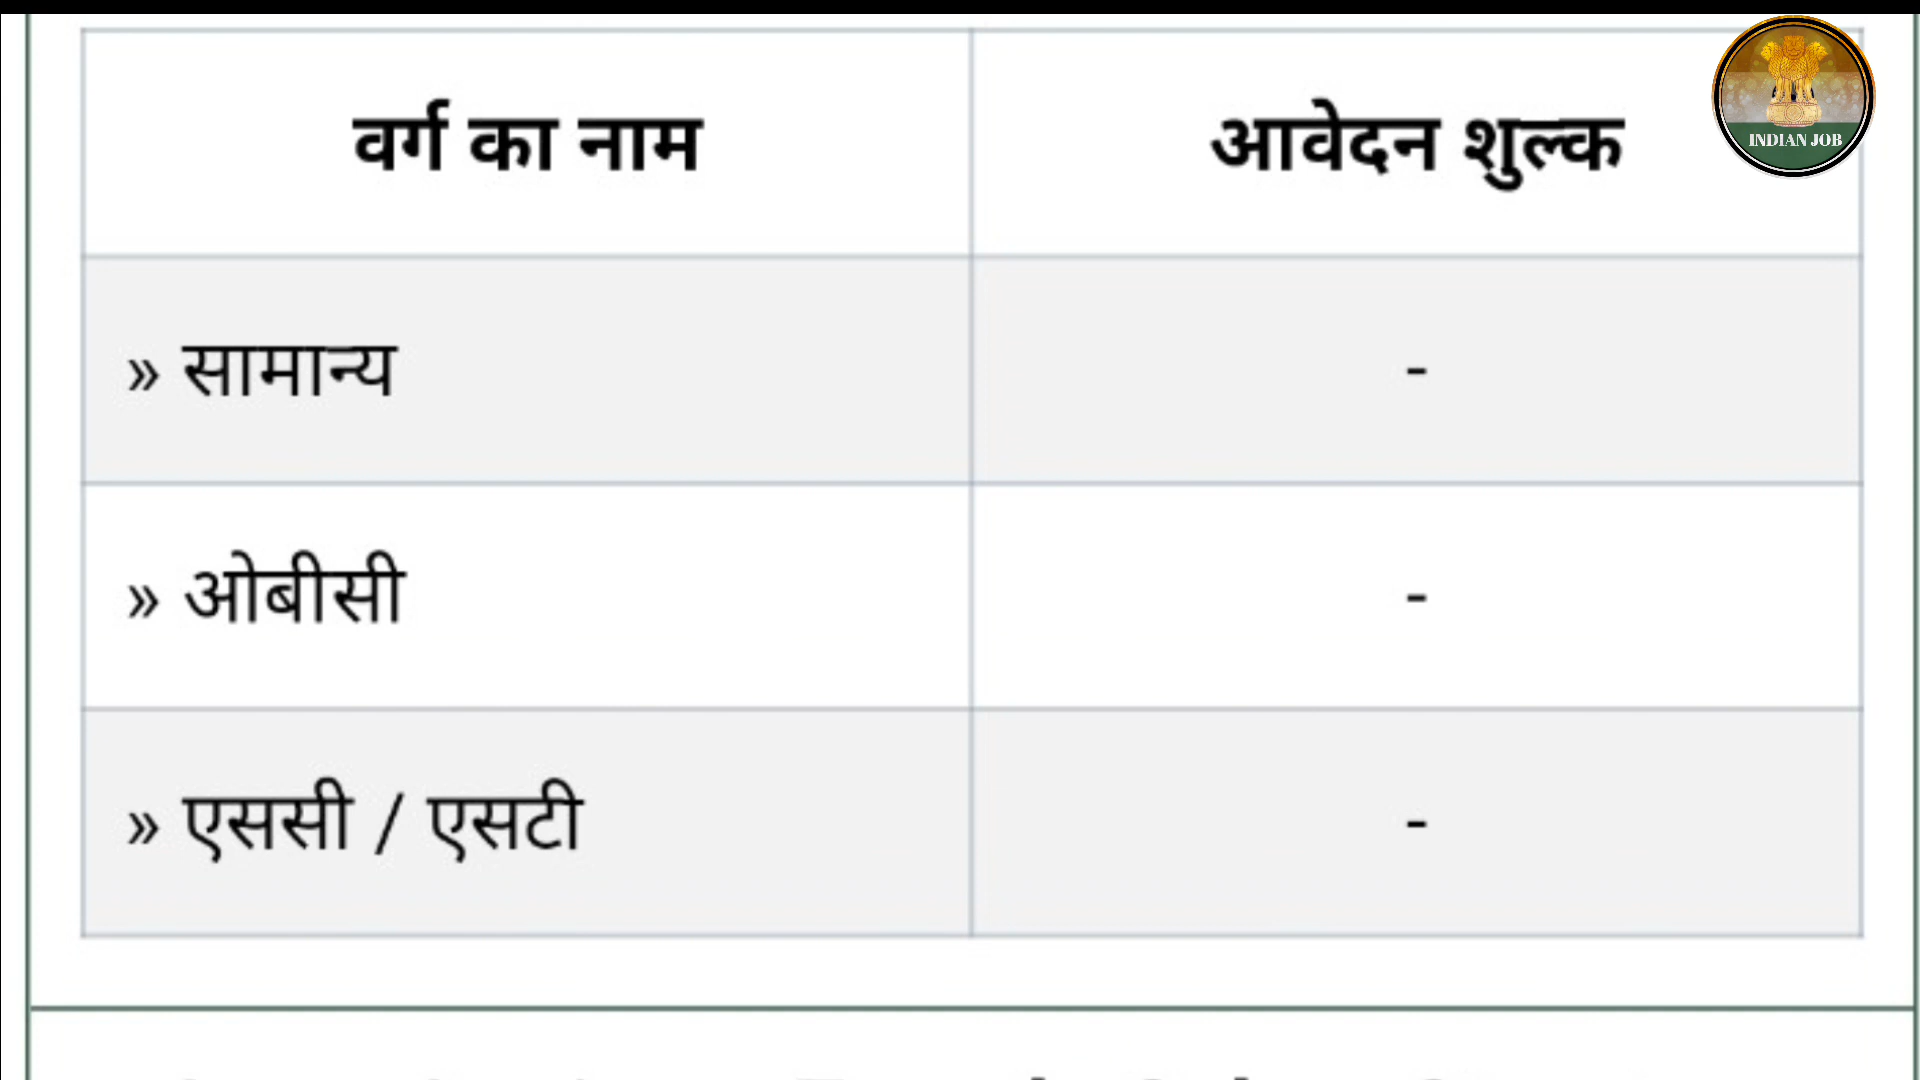 वर्ग का नाम
आवेदन शुल्क
INDIAN JOB
» सामान्य
-
» ओबीसी
-
» एससी / एसटी
-